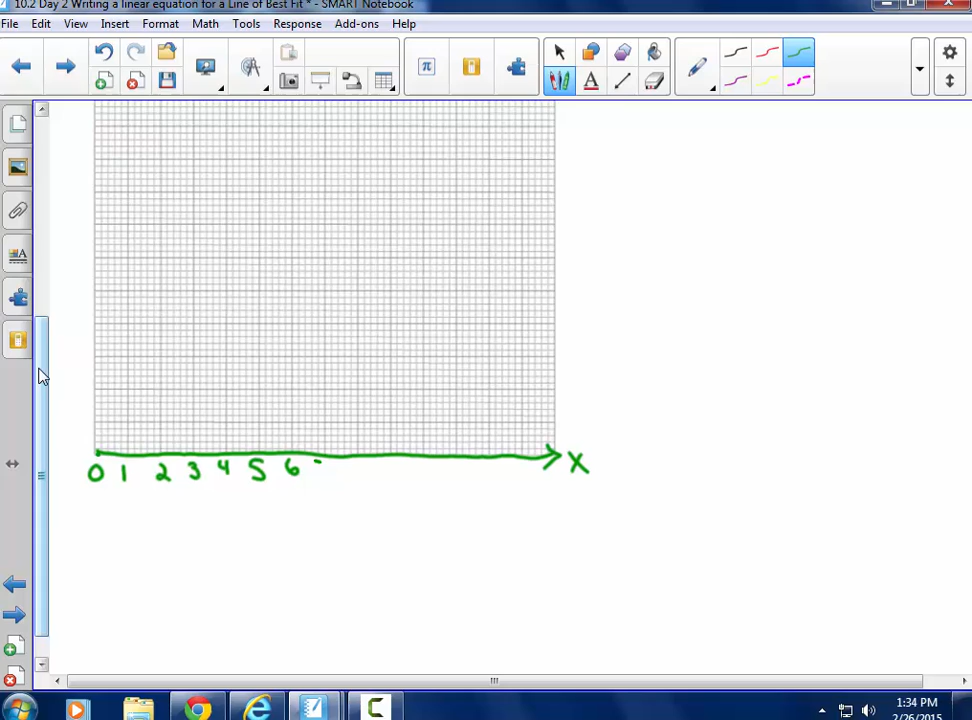 10.2 Day 2 Writing a linear equation for a Line of Best Fit * - SMART Notebook
File Edit View Insert Format Math Tools Response Add-ons Help
0 1 2 3 4 5 6 X
1:34 PM
2/26/2015